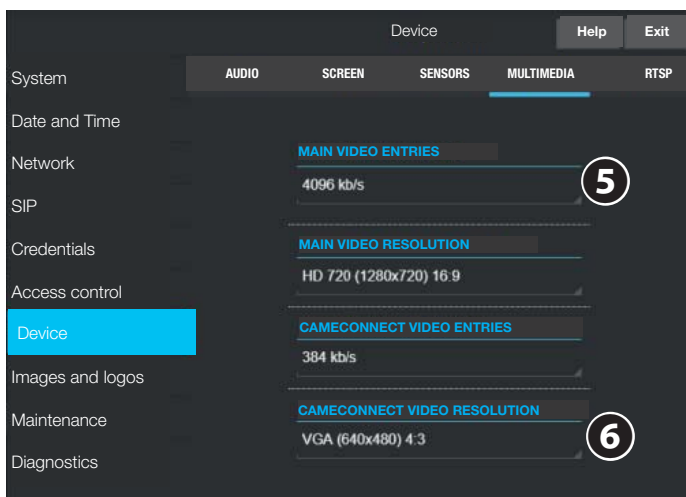 Device
Help
Exit
System
AUDIO
SCREEN
SENSORS
MULTIMEDIA
RTSP
Date and Time
Network
SIP
Credentials
Access control
Device
Images and logos
Maintenance
Diagnostics
MAIN VIDEO ENTRIES
4096 kb/s
5
MAIN VIDEO RESOLUTION
HD 720 (1280x720) 16:9
CAMECONNECT VIDEO ENTRIES
384 kb/s
CAMECONNECT VIDEO RESOLUTION
VGA (640x480) 4:3
6